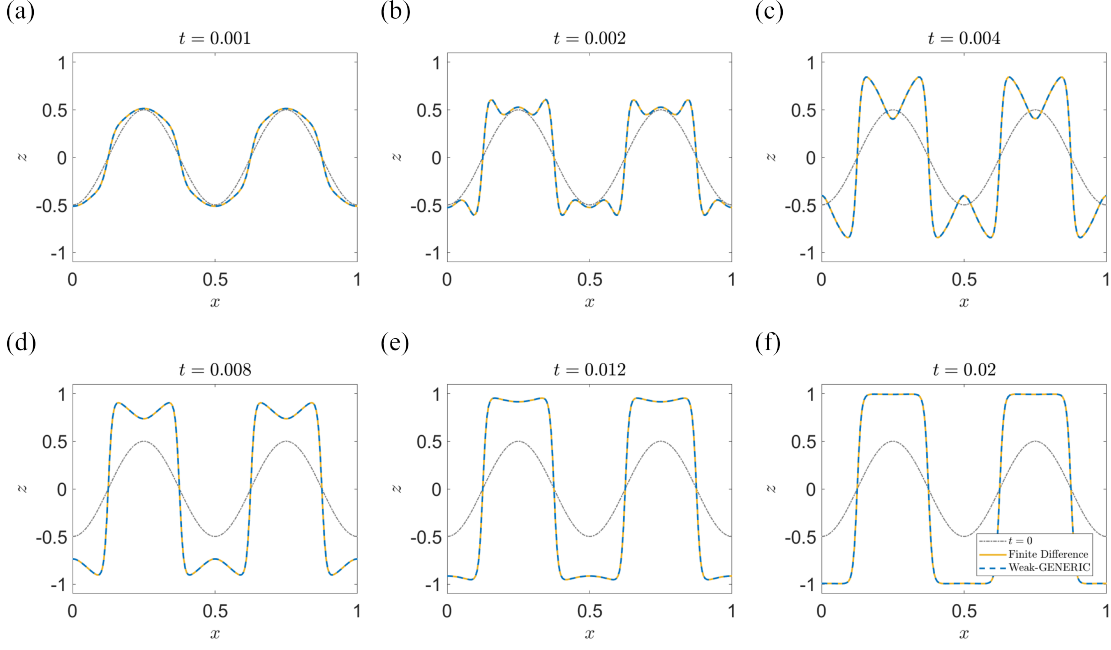 (a)
t = 0.001
1
0.5
0
-0.5
-1
z
0 0.5 1
x
(b)
t = 0.002
1
0.5
0
-0.5
-1
z
0 0.5 1
x
(c)
t = 0.004
1
0.5
0
-0.5
-1
z
0 0.5 1
x
(d)
t = 0.008
1
0.5
0
-0.5
-1
z
0 0.5 1
x
(e)
t = 0.012
1
0.5
0
-0.5
-1
z
0 0.5 1
x
(f)
t = 0.02
1
0.5
0
-0.5
-1
z
0 0.5 1
x
t = 0
Finite Difference
Weak-GENERIC